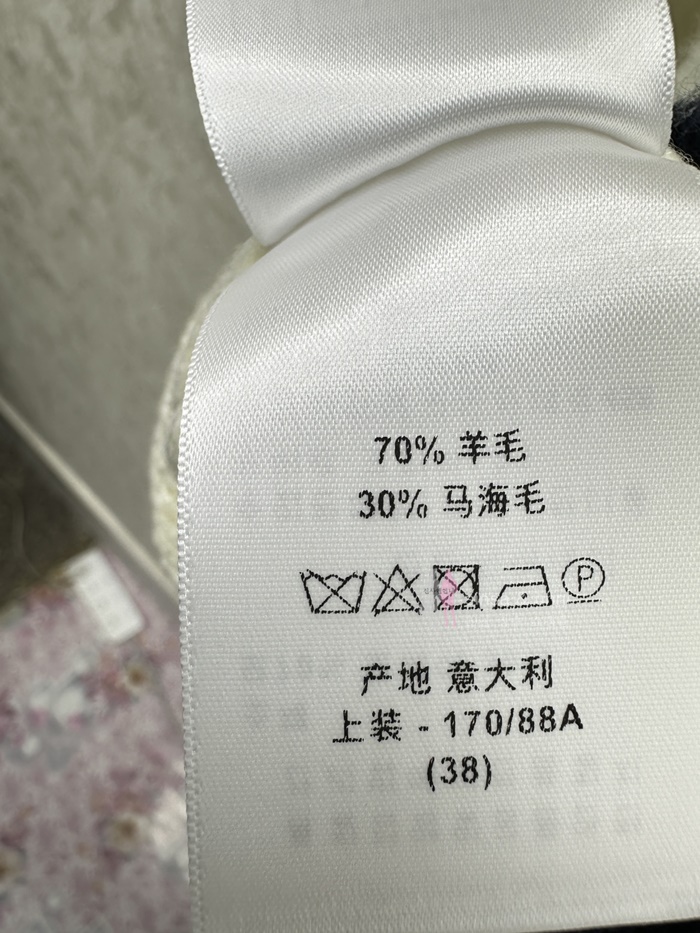 70% 羊毛
30% 马海毛
P
产地 意大利
上装 - 170/88A
(38)